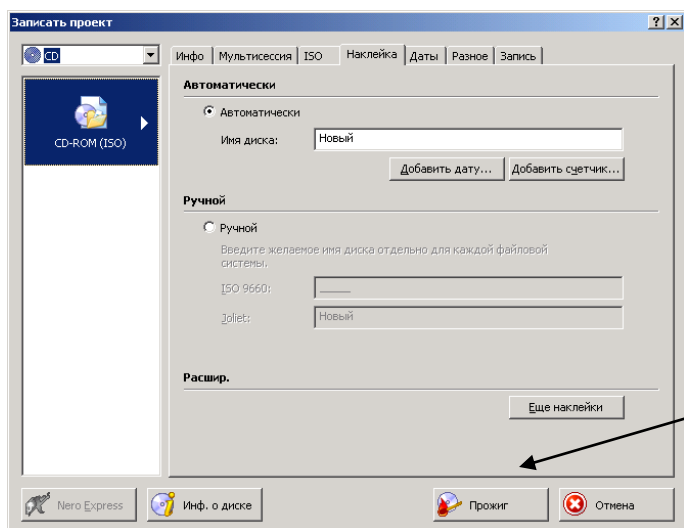 Записать проект
CD
Инфо Мультисессия ISO Наклейка Даты Разное Запись
CD-ROM (ISO)
Автоматически
Автоматически
Имя диска: Новый
Добавить дату... Добавить счетчик...
Ручной
Ручной
Введите желаемое имя диска отдельно для каждой файловой
системы.
ISO 9660: _____
Joliet: Новый
Расшир.
Еще наклейки
Nero Express Инф. о диске Прожиг Отмена